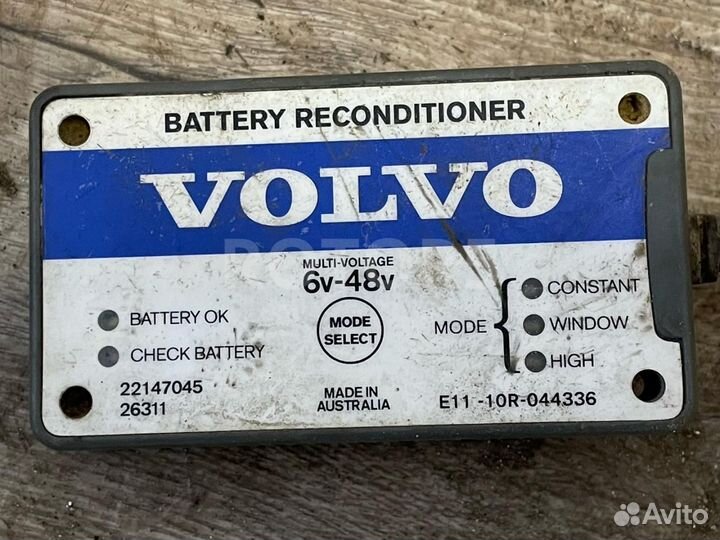 BATTERY RECONDITIONER
VOLVO
MULTI-VOLTAGE
6v-48v
BATTERY OK
CHECK BATTERY
MODE
SELECT
MODE
CONSTANT
WINDOW
HIGH
22147045
26311
MADE IN
AUSTRALIA
E11 -10R-044336
Avito